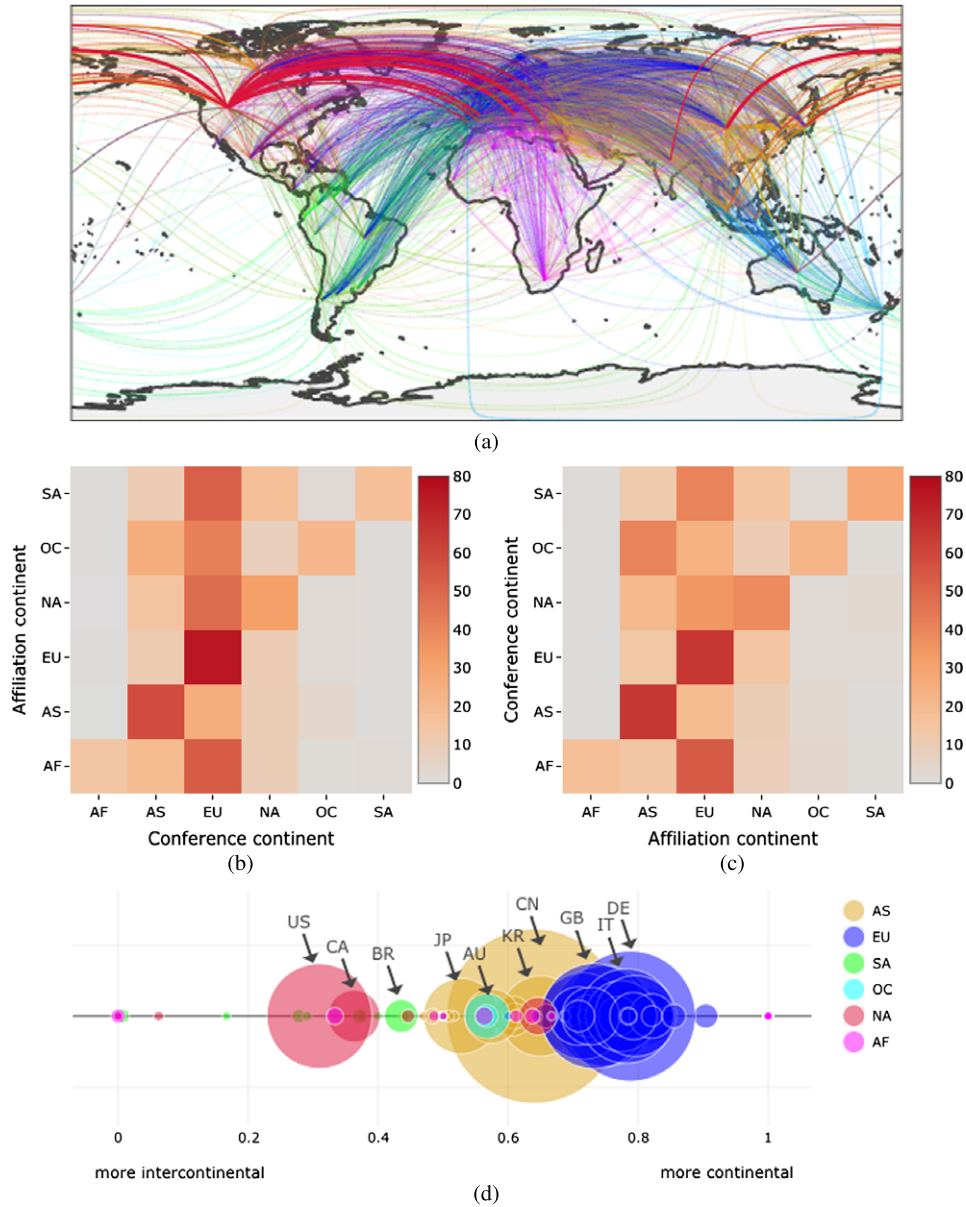 (a)
Affiliation continent
SA
OC
NA
EU
AS
AF
AF AS EU NA OC SA
Conference continent
80
70
60
50
40
30
20
10
0
(b)
Conference continent
SA
OC
NA
EU
AS
AF
AF AS EU NA OC SA
Affiliation continent
80
70
60
50
40
30
20
10
0
(c)
US
CA
BR
JP
AU
KR
CN
GB
IT
DE
AS
EU
SA
OC
NA
AF
0 0.2 0.4 0.6 0.8 1
more intercontinental more continental
(d)